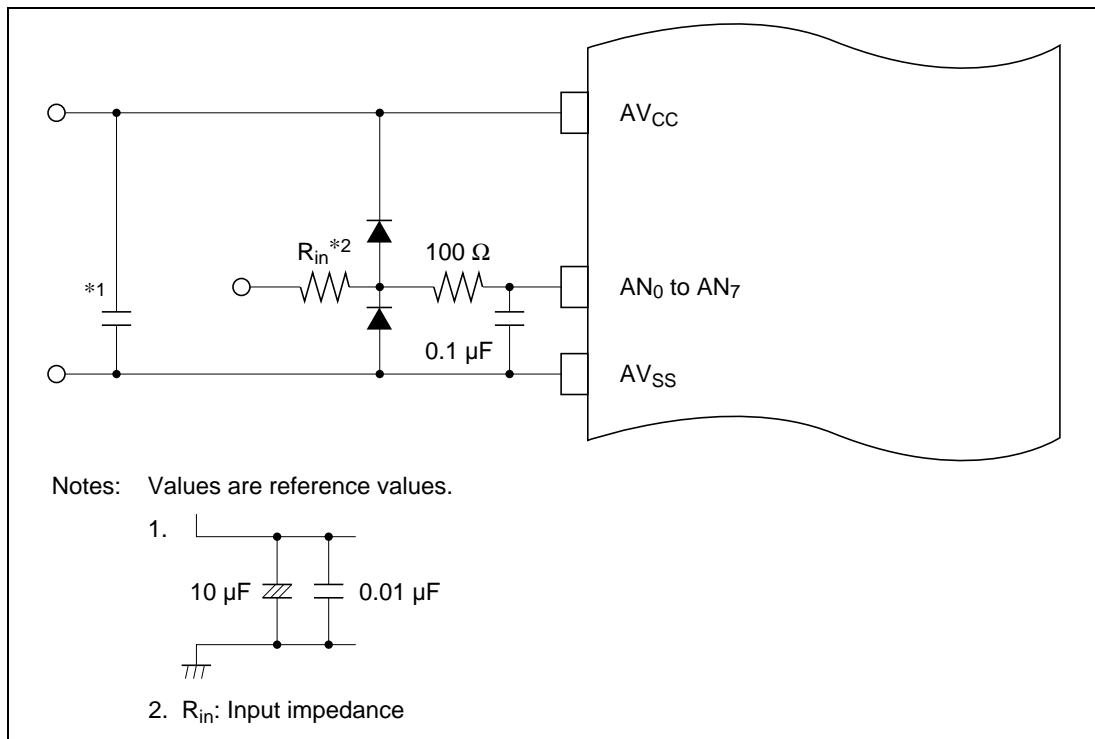 AVCC
Rin*2
100 Ω
*1
AN0 to AN7
0.1 µF
AVSS
Notes: Values are reference values.
1.
10 µF
0.01 µF
2. Rin: Input impedance